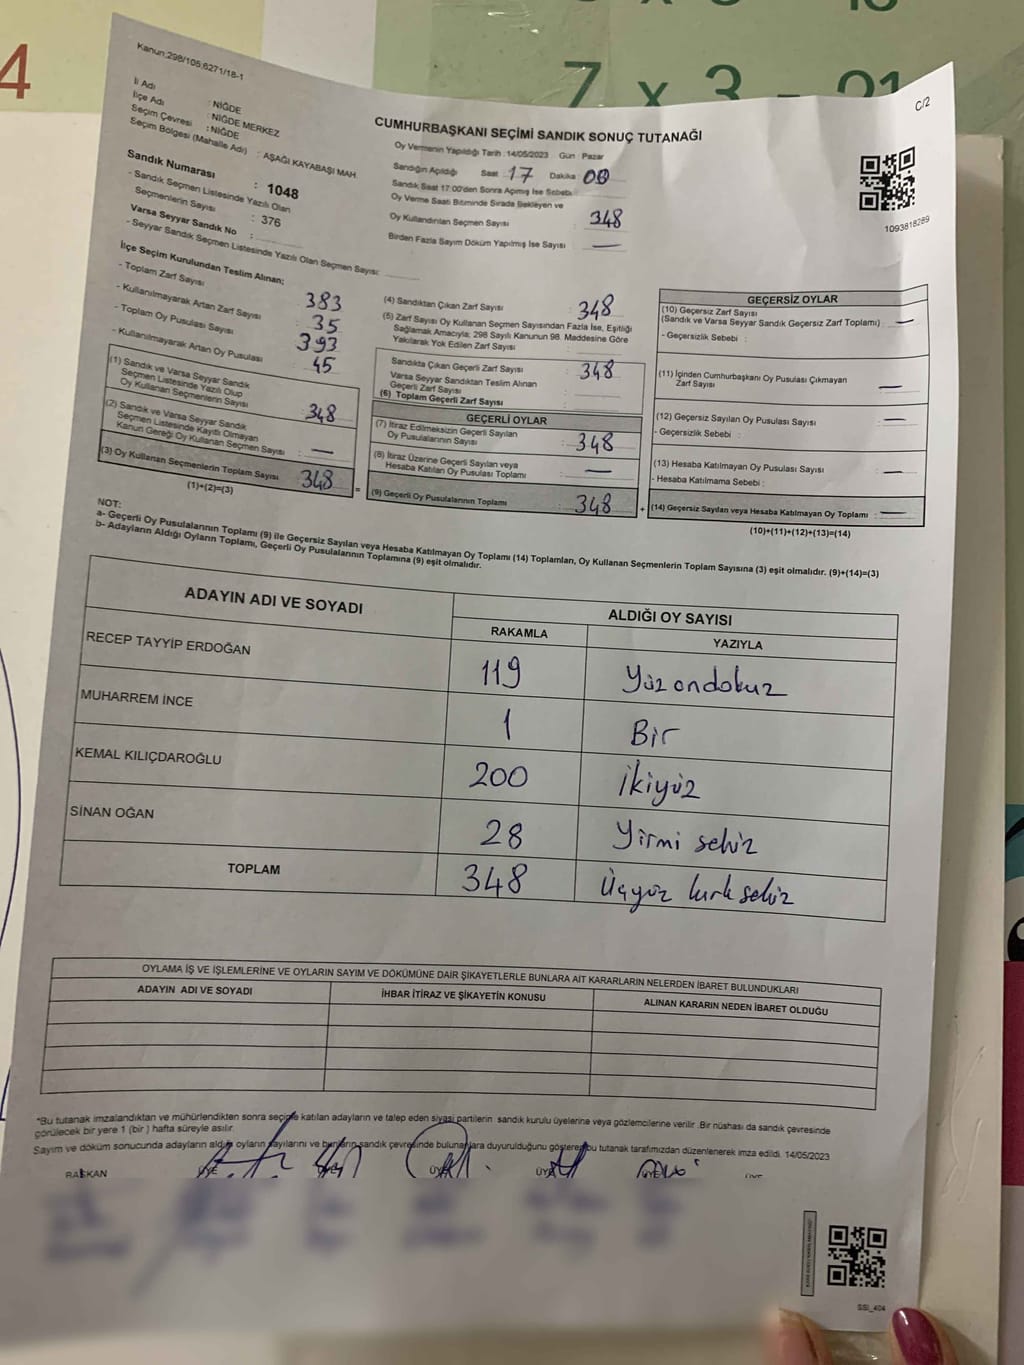 4
7 x 3 = 21
Kanun;298/105;6271/18-1
C/2
CUMHURBAŞKANI SEÇİMİ SANDIK SONUÇ TUTANAĞI
İl Adı : NİĞDE
İlçe Adı : NİĞDE MERKEZ
Seçim Çevresi : NİĞDE
Seçim Bölgesi (Mahalle Adı) : AŞAĞI KAYABAŞI MAH
Sandık Numarası : 1048
- Sandık Seçmen Listesinde Yazılı Olan
Seçmenlerin Sayısı : 376
Varsa Seyyar Sandık No :
- Seyyar Sandık Seçmen Listesinde Yazılı Olan Seçmen Sayısı:
Oy Vermenin Yapıldığı Tarih : 14/05/2023 Gün : Pazar
Sandığın Açıldığı Saat : 17 Dakika : 00
Sandık Saat 17:00'den Sonra Açımış İse Sebebi:
Oy Verme Saati Bitiminde Sırada Bekleyen ve
Oy Kullandırılan Seçmen Sayısı : 348
Birden Fazla Sayım Döküm Yapılmış İse Sayısı : —
1093818289
İlçe Seçim Kurulundan Teslim Alınan;
- Toplam Zarf Sayısı : 383
- Kullanılmayarak Artan Zarf Sayısı : 35
- Toplam Oy Pusulası Sayısı : 393
- Kullanılmayarak Artan Oy Pusulası : 45
(1) Sandık ve Varsa Seyyar Sandık
Seçmen Listesinde Yazılı Olup
Oy Kullanan Seçmenlerin Sayısı : 348
(2) Sandık ve Varsa Seyyar Sandık
Seçmen Listesinde Kayıtlı Olmayan
Kanun Gereği Oy Kullanan Seçmen Sayısı : —
(3) Oy Kullanan Seçmenlerin Toplam Sayısı : 348
(1)+(2)=(3)
=
(4) Sandıktan Çıkan Zarf Sayısı : 348
(5) Zarf Sayısı Oy Kullanan Seçmen Sayısından Fazla İse, Eşitliği
Sağlamak Amacıyla; 298 Sayılı Kanunun 98. Maddesine Göre
Yakılarak Yok Edilen Zarf Sayısı :
Sandıkta Çıkan Geçerli Zarf Sayısı : 348
Varsa Seyyar Sandıktan Teslim Alınan
Geçerli Zarf Sayısı :
(6) Toplam Geçerli Zarf Sayısı :
GEÇERLİ OYLAR
(7) İtiraz Edilmeksizin Geçerli Sayılan
Oy Pusulalarının Sayısı : 348
(8) İtiraz Üzerine Geçerli Sayılan veya
Hesaba Katılan Oy Pusulası Toplamı : —
(9) Geçerli Oy Pusulalarının Toplamı : 348
+
GEÇERSİZ OYLAR
(10) Geçersiz Zarf Sayısı
(Sandık ve Varsa Seyyar Sandık Geçersiz Zarf Toplamı) : —
- Geçersizlik Sebebi :
(11) İçinden Cumhurbaşkanı Oy Pusulası Çıkmayan
Zarf Sayısı : —
(12) Geçersiz Sayılan Oy Pusulası Sayısı : —
- Geçersizlik Sebebi :
(13) Hesaba Katılmayan Oy Pusulası Sayısı : —
- Hesaba Katılmama Sebebi :
(14) Geçersiz Sayılan veya Hesaba Katılmayan Oy Toplamı : —
(10)+(11)+(12)+(13)=(14)
NOT:
a- Geçerli Oy Pusulalarının Toplamı (9) ile Geçersiz Sayılan veya Hesaba Katılmayan Oy Toplamı (14) Toplamları, Oy Kullanan Seçmenlerin Toplam Sayısına (3) eşit olmalıdır. (9)+(14)=(3)
b- Adayların Aldığı Oyların Toplamı, Geçerli Oy Pusulalarının Toplamına (9) eşit olmalıdır.
ADAYIN ADI VE SOYADI
ALDIĞI OY SAYISI
RAKAMLA YAZIYLA
RECEP TAYYİP ERDOĞAN 119 Yüz ondokuz
MUHARREM İNCE 1 Bir
KEMAL KILIÇDAROĞLU 200 İkiyüz
SİNAN OĞAN 28 Yirmi sekiz
TOPLAM 348 Üçyüz kırk sekiz
OYLAMA İŞ VE İŞLEMLERİNE VE OYLARIN SAYIM VE DÖKÜMÜNE DAİR ŞİKAYETLERLE BUNLARA AİT KARARLARIN NELERDEN İBARET BULUNDUKLARI
ADAYIN ADI VE SOYADI İHBAR İTİRAZ VE ŞİKAYETİN KONUSU ALINAN KARARIN NEDEN İBARET OLDUĞU
*Bu tutanak imzalandıktan ve mühürlendikten sonra seçime katılan adayların ve talep eden siyasi partilerin sandık kurulu üyelerine veya gözlemcilerine verilir .Bir nüshası da sandık çevresinde
görülecek bir yere 1 (bir) hafta süreyle asılır.
Sayım ve döküm sonucunda adayların aldığı oyların sayılarını ve bunların sandık çevresinde bulunanlara duyurulduğunu gösteren bu tutanak tarafımızdan düzenlenerek imza edildi. 14/05/2023
BAŞKAN ÜYE ÜYE ÜYE ÜYE ÜYE
SSI_404